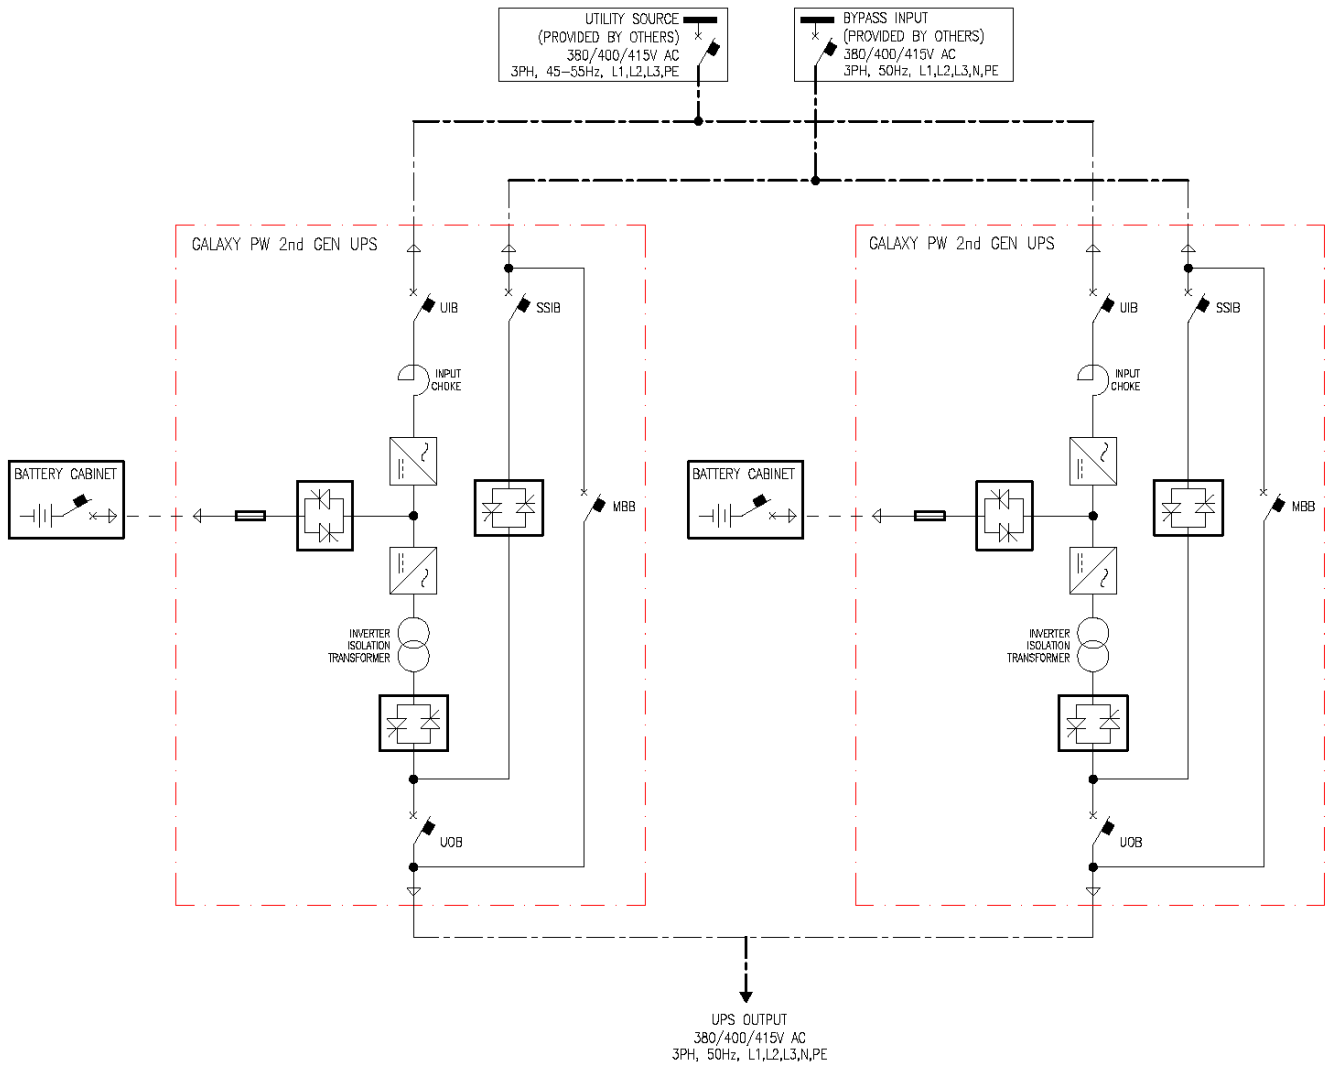 UTILITY SOURCE
(PROVIDED BY OTHERS)
380/400/415V AC
3PH, 45-55Hz, L1,L2,L3,PE
BYPASS INPUT
(PROVIDED BY OTHERS)
380/400/415V AC
3PH, 50Hz, L1,L2,L3,N,PE
GALAXY PW 2nd GEN UPS
UIB
SSIB
INPUT
CHOKE
BATTERY CABINET
MBB
INVERTER
ISOLATION
TRANSFORMER
UOB
GALAXY PW 2nd GEN UPS
UIB
SSIB
INPUT
CHOKE
BATTERY CABINET
MBB
INVERTER
ISOLATION
TRANSFORMER
UOB
UPS OUTPUT
380/400/415V AC
3PH, 50Hz, L1,L2,L3,N,PE